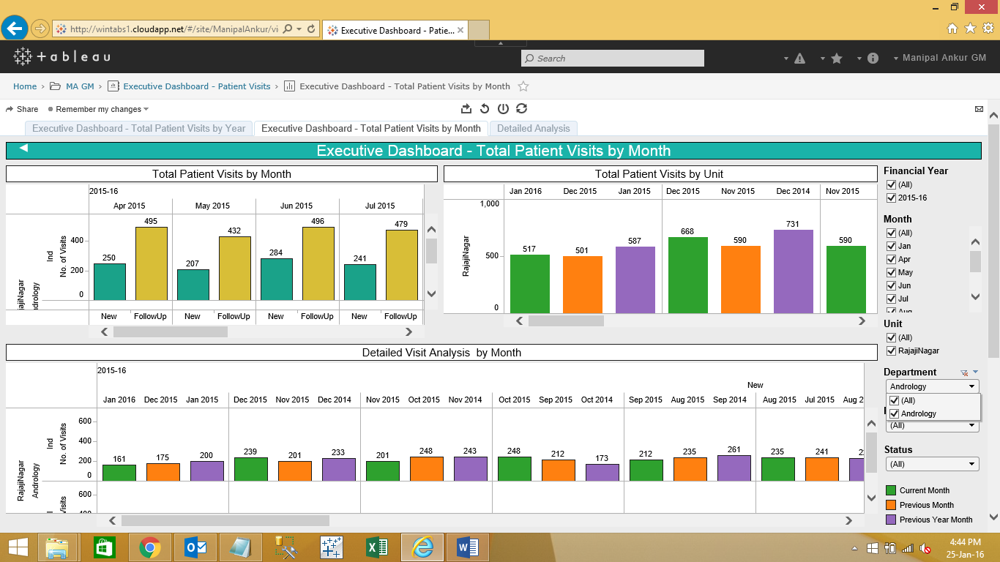 http://wintabs1.cloudapp.net/#/site/ManipalAnkur/vi
Executive Dashboard - Patie...
+ a b l e a u
Search
Manipal Ankur GM
Home > MA GM > Executive Dashboard - Patient Visits > Executive Dashboard - Total Patient Visits by Month
Share Remember my changes
Executive Dashboard - Total Patient Visits by Year Executive Dashboard - Total Patient Visits by Month Detailed Analysis
Executive Dashboard - Total Patient Visits by Month
Total Patient Visits by Month
2015-16
Apr 2015 May 2015 Jun 2015 Jul 2015
ajiNagar
ndrology
Ind
No. of Visits
400
200
0
250 495 207 432 284 496 241 479
New FollowUp New FollowUp New FollowUp New FollowUp
Total Patient Visits by Unit
Jan 2016 Dec 2015 Jan 2015 Dec 2015 Nov 2015 Dec 2014 Nov 2015
RajajiNagar
1,000
500
0
517 501 587 668 590 731 590
Financial Year
(All)
2015-16
Month
(All)
Jan
Apr
May
Jun
Jul
Aug
Unit
(All)
RajajiNagar
Department
Andrology
(All)
Andrology
(All)
Status
(All)
Current Month
Previous Month
Previous Year Month
Detailed Visit Analysis by Month
2015-16
New
Jan 2016 Dec 2015 Jan 2015 Dec 2015 Nov 2015 Dec 2014 Nov 2015 Oct 2015 Nov 2014 Oct 2015 Sep 2015 Oct 2014 Sep 2015 Aug 2015 Sep 2014 Aug 2015 Jul 2015 Aug 2
RajajiNagar
Andrology
Ind
No. of Visits
600
400
200
0
161 175 200 239 201 233 201 248 243 248 212 173 212 235 261 235 241
Visits
600
400
4:44 PM
25-Jan-16